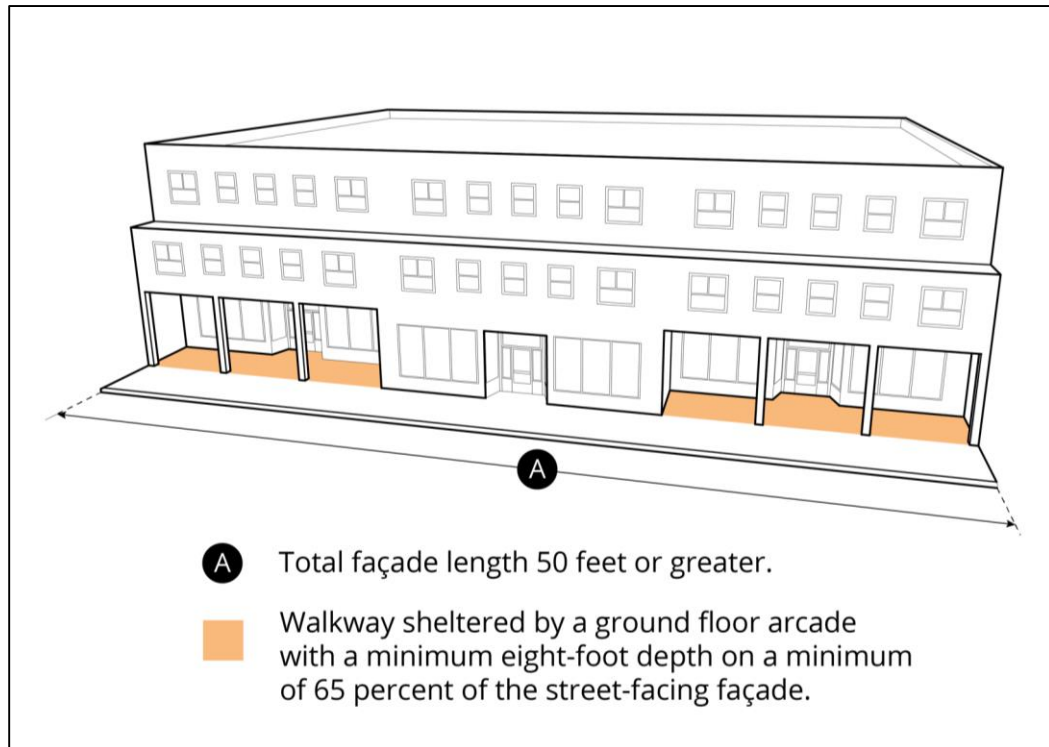 A
A Total façade length 50 feet or greater.
Walkway sheltered by a ground floor arcade
with a minimum eight-foot depth on a minimum
of 65 percent of the street-facing façade.